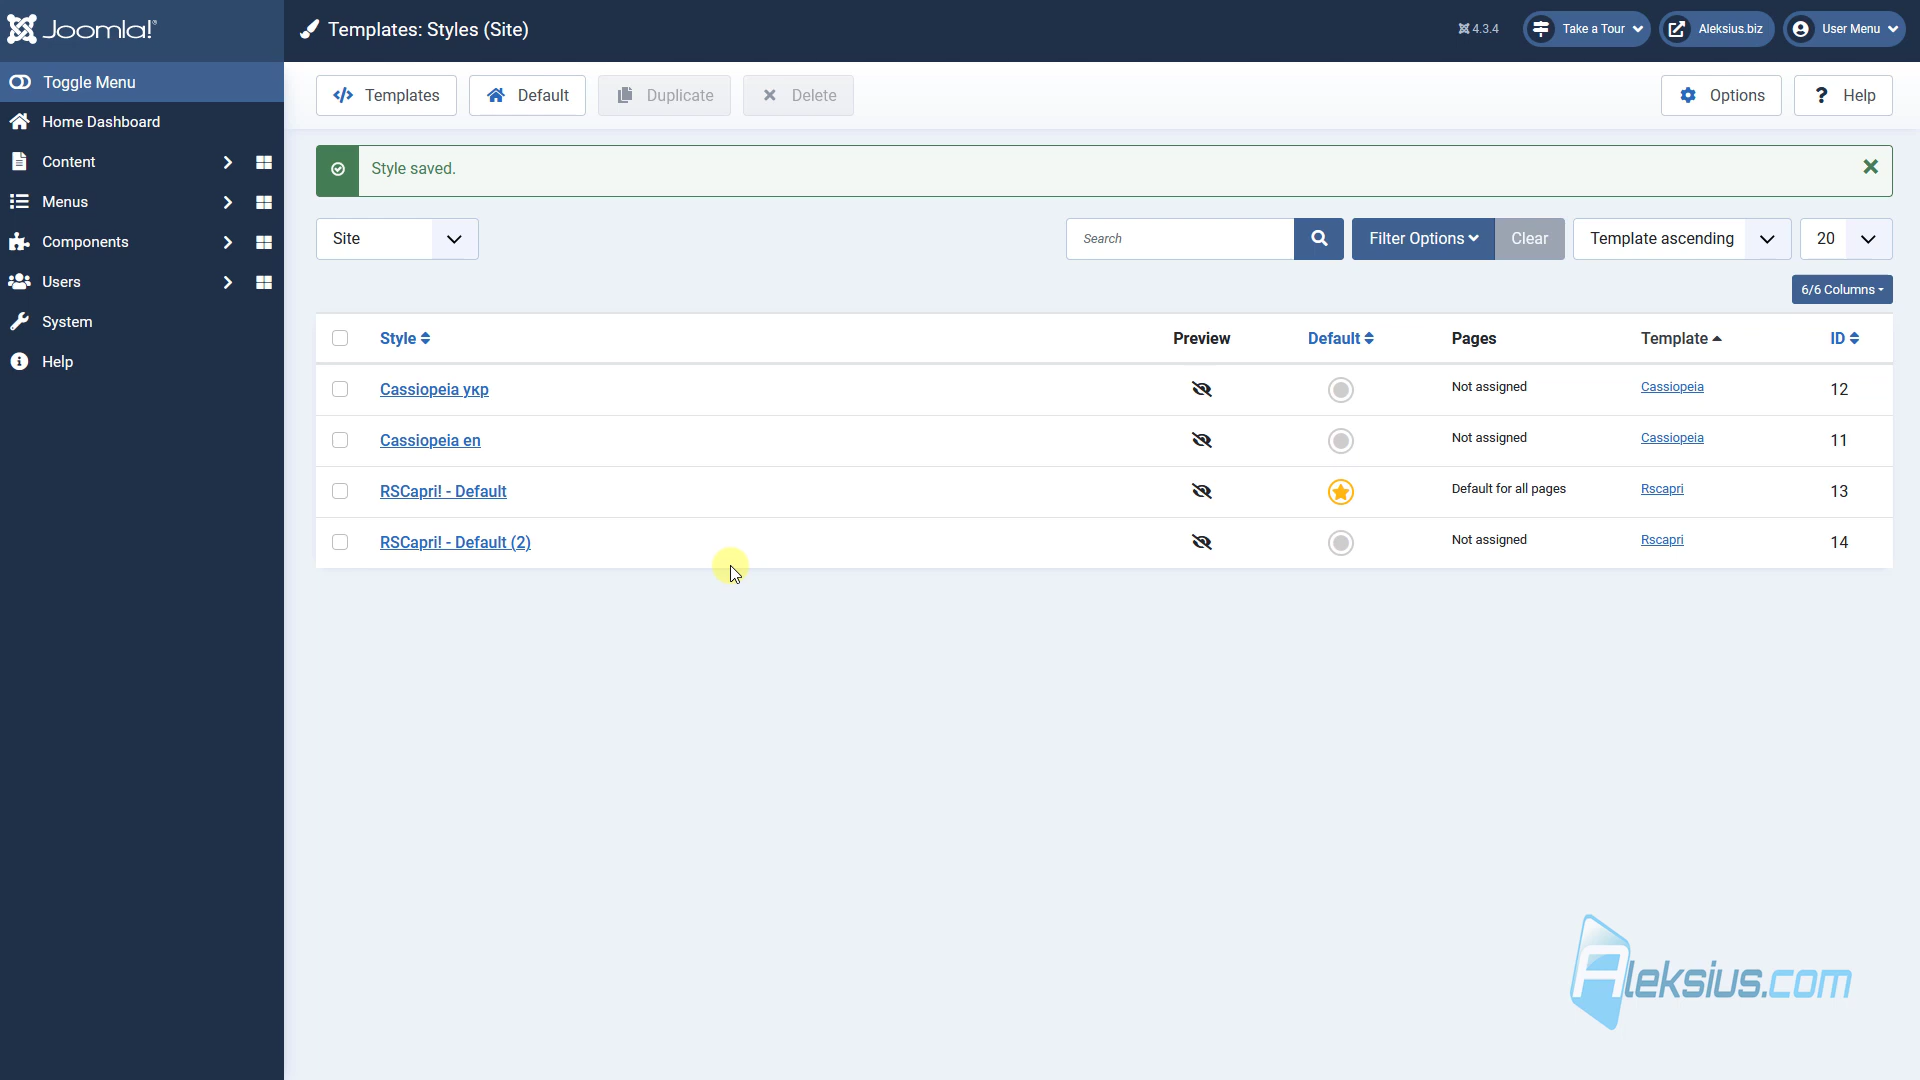 Joomla!
Templates: Styles (Site)
4.3.4
Take a Tour
Aleksius.biz
User Menu
Toggle Menu
Home Dashboard
Content
Menus
Components
Users
System
Help
Templates
Default
Duplicate
Delete
Options
? Help
Style saved.
Site
Search
Filter Options
Clear
Template ascending
20
6/6 Columns
Style Preview Default Pages Template ID
Cassiopeia укр Not assigned Cassiopeia 12
Cassiopeia en Not assigned Cassiopeia 11
RSCapri! - Default Default for all pages Rscapri 13
RSCapri! - Default (2) Not assigned Rscapri 14
Aleksius.com